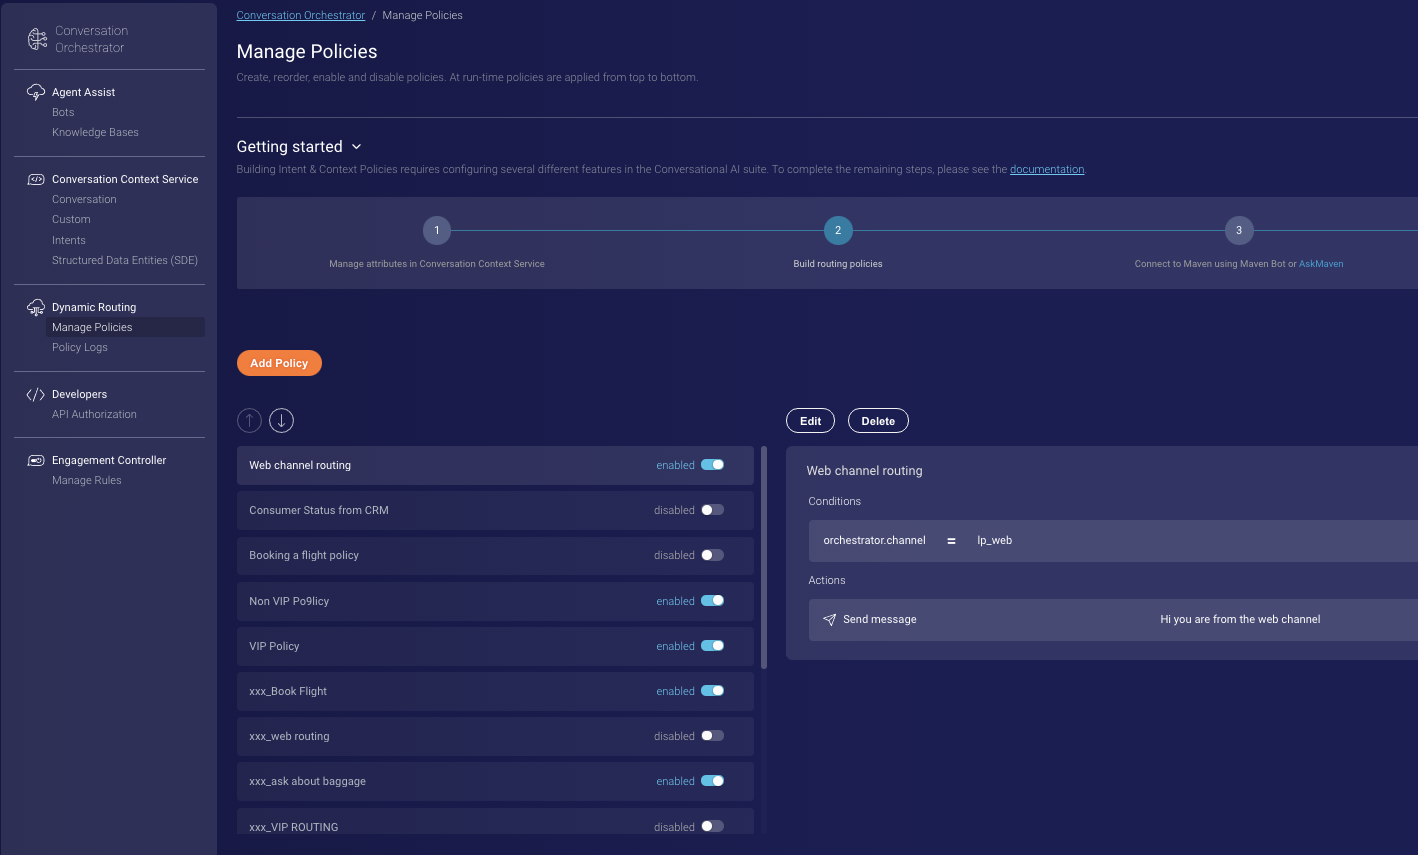 Conversation
Orchestrator
Agent Assist
Bots
Knowledge Bases
Conversation Context Service
Conversation
Custom
Intents
Structured Data Entities (SDE)
Dynamic Routing
Manage Policies
Policy Logs
Developers
API Authorization
Engagement Controller
Manage Rules
Conversation Orchestrator / Manage Policies
Manage Policies
Create, reorder, enable and disable policies. At run-time policies are applied from top to bottom.
Getting started
Building Intent & Context Policies requires configuring several different features in the Conversational AI suite. To complete the remaining steps, please see the documentation.
1
Manage attributes in Conversation Context Service
2
Build routing policies
3
Connect to Maven using Maven Bot or AskMaven
Add Policy
Web channel routing enabled
Consumer Status from CRM disabled
Booking a flight policy disabled
Non VIP Po9licy enabled
VIP Policy enabled
xxx_Book Flight enabled
xxx_web routing disabled
xxx_ask about baggage enabled
xxx_VIP ROUTING disabled
Edit Delete
Web channel routing
Conditions
orchestrator.channel = lp_web
Actions
Send message Hi you are from the web channel